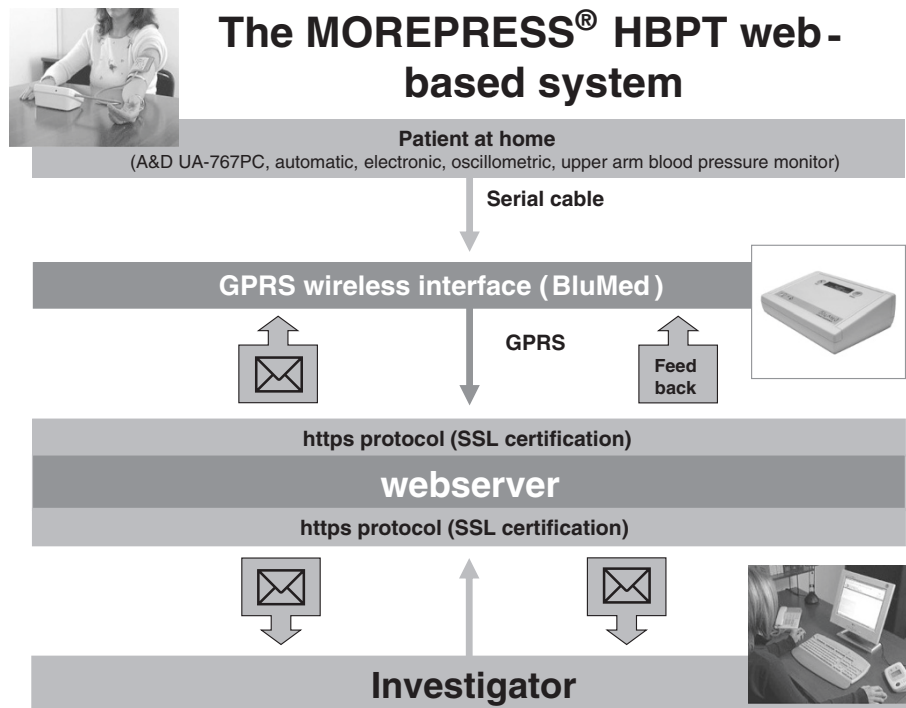 The MOREPRESS® HBPT web-
based system
Patient at home
(A&D UA-767PC, automatic, electronic, oscillometric, upper arm blood pressure monitor)
Serial cable
GPRS wireless interface (BluMed)
GPRS
Feed
back
https protocol (SSL certification)
webserver
https protocol (SSL certification)
Investigator